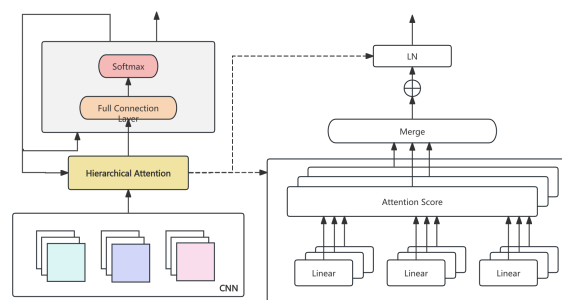 Softmax
Full Connection
Layer
Hierarchical Attention
CNN
LN
Merge
Attention Score
Linear
Linear
Linear